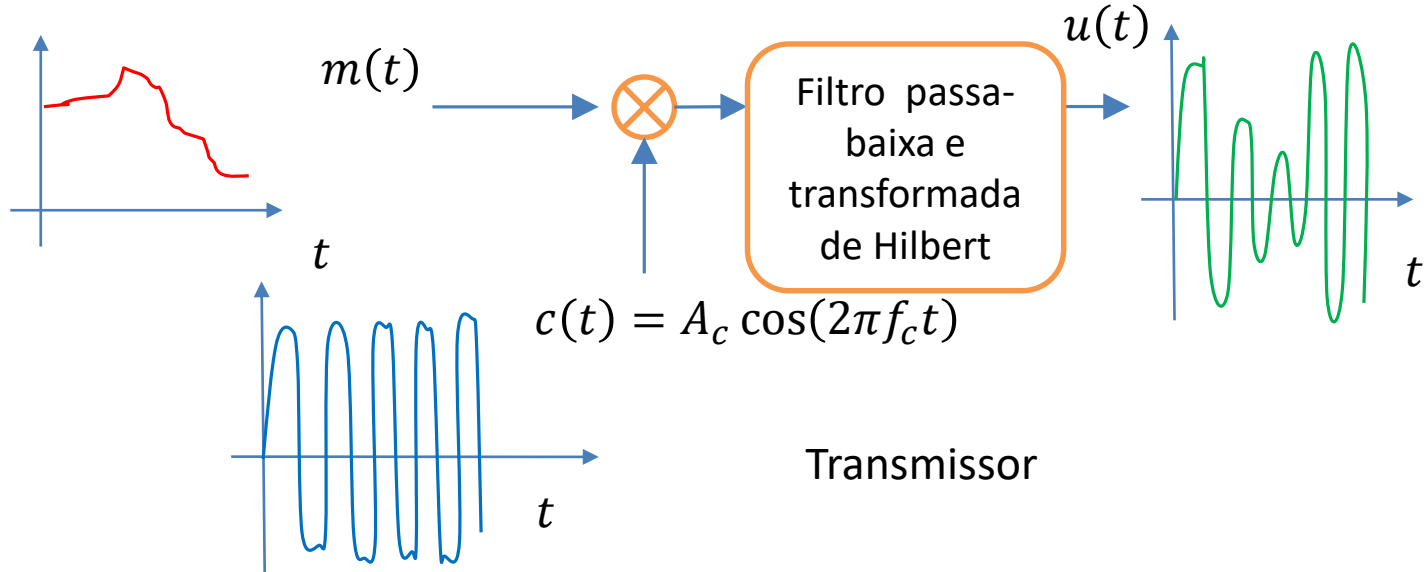 u(t)
m(t)
Filtro passa-
baixa e
transformada
de Hilbert
t
t
c(t) = A_c cos(2πf_c t)
Transmissor
t